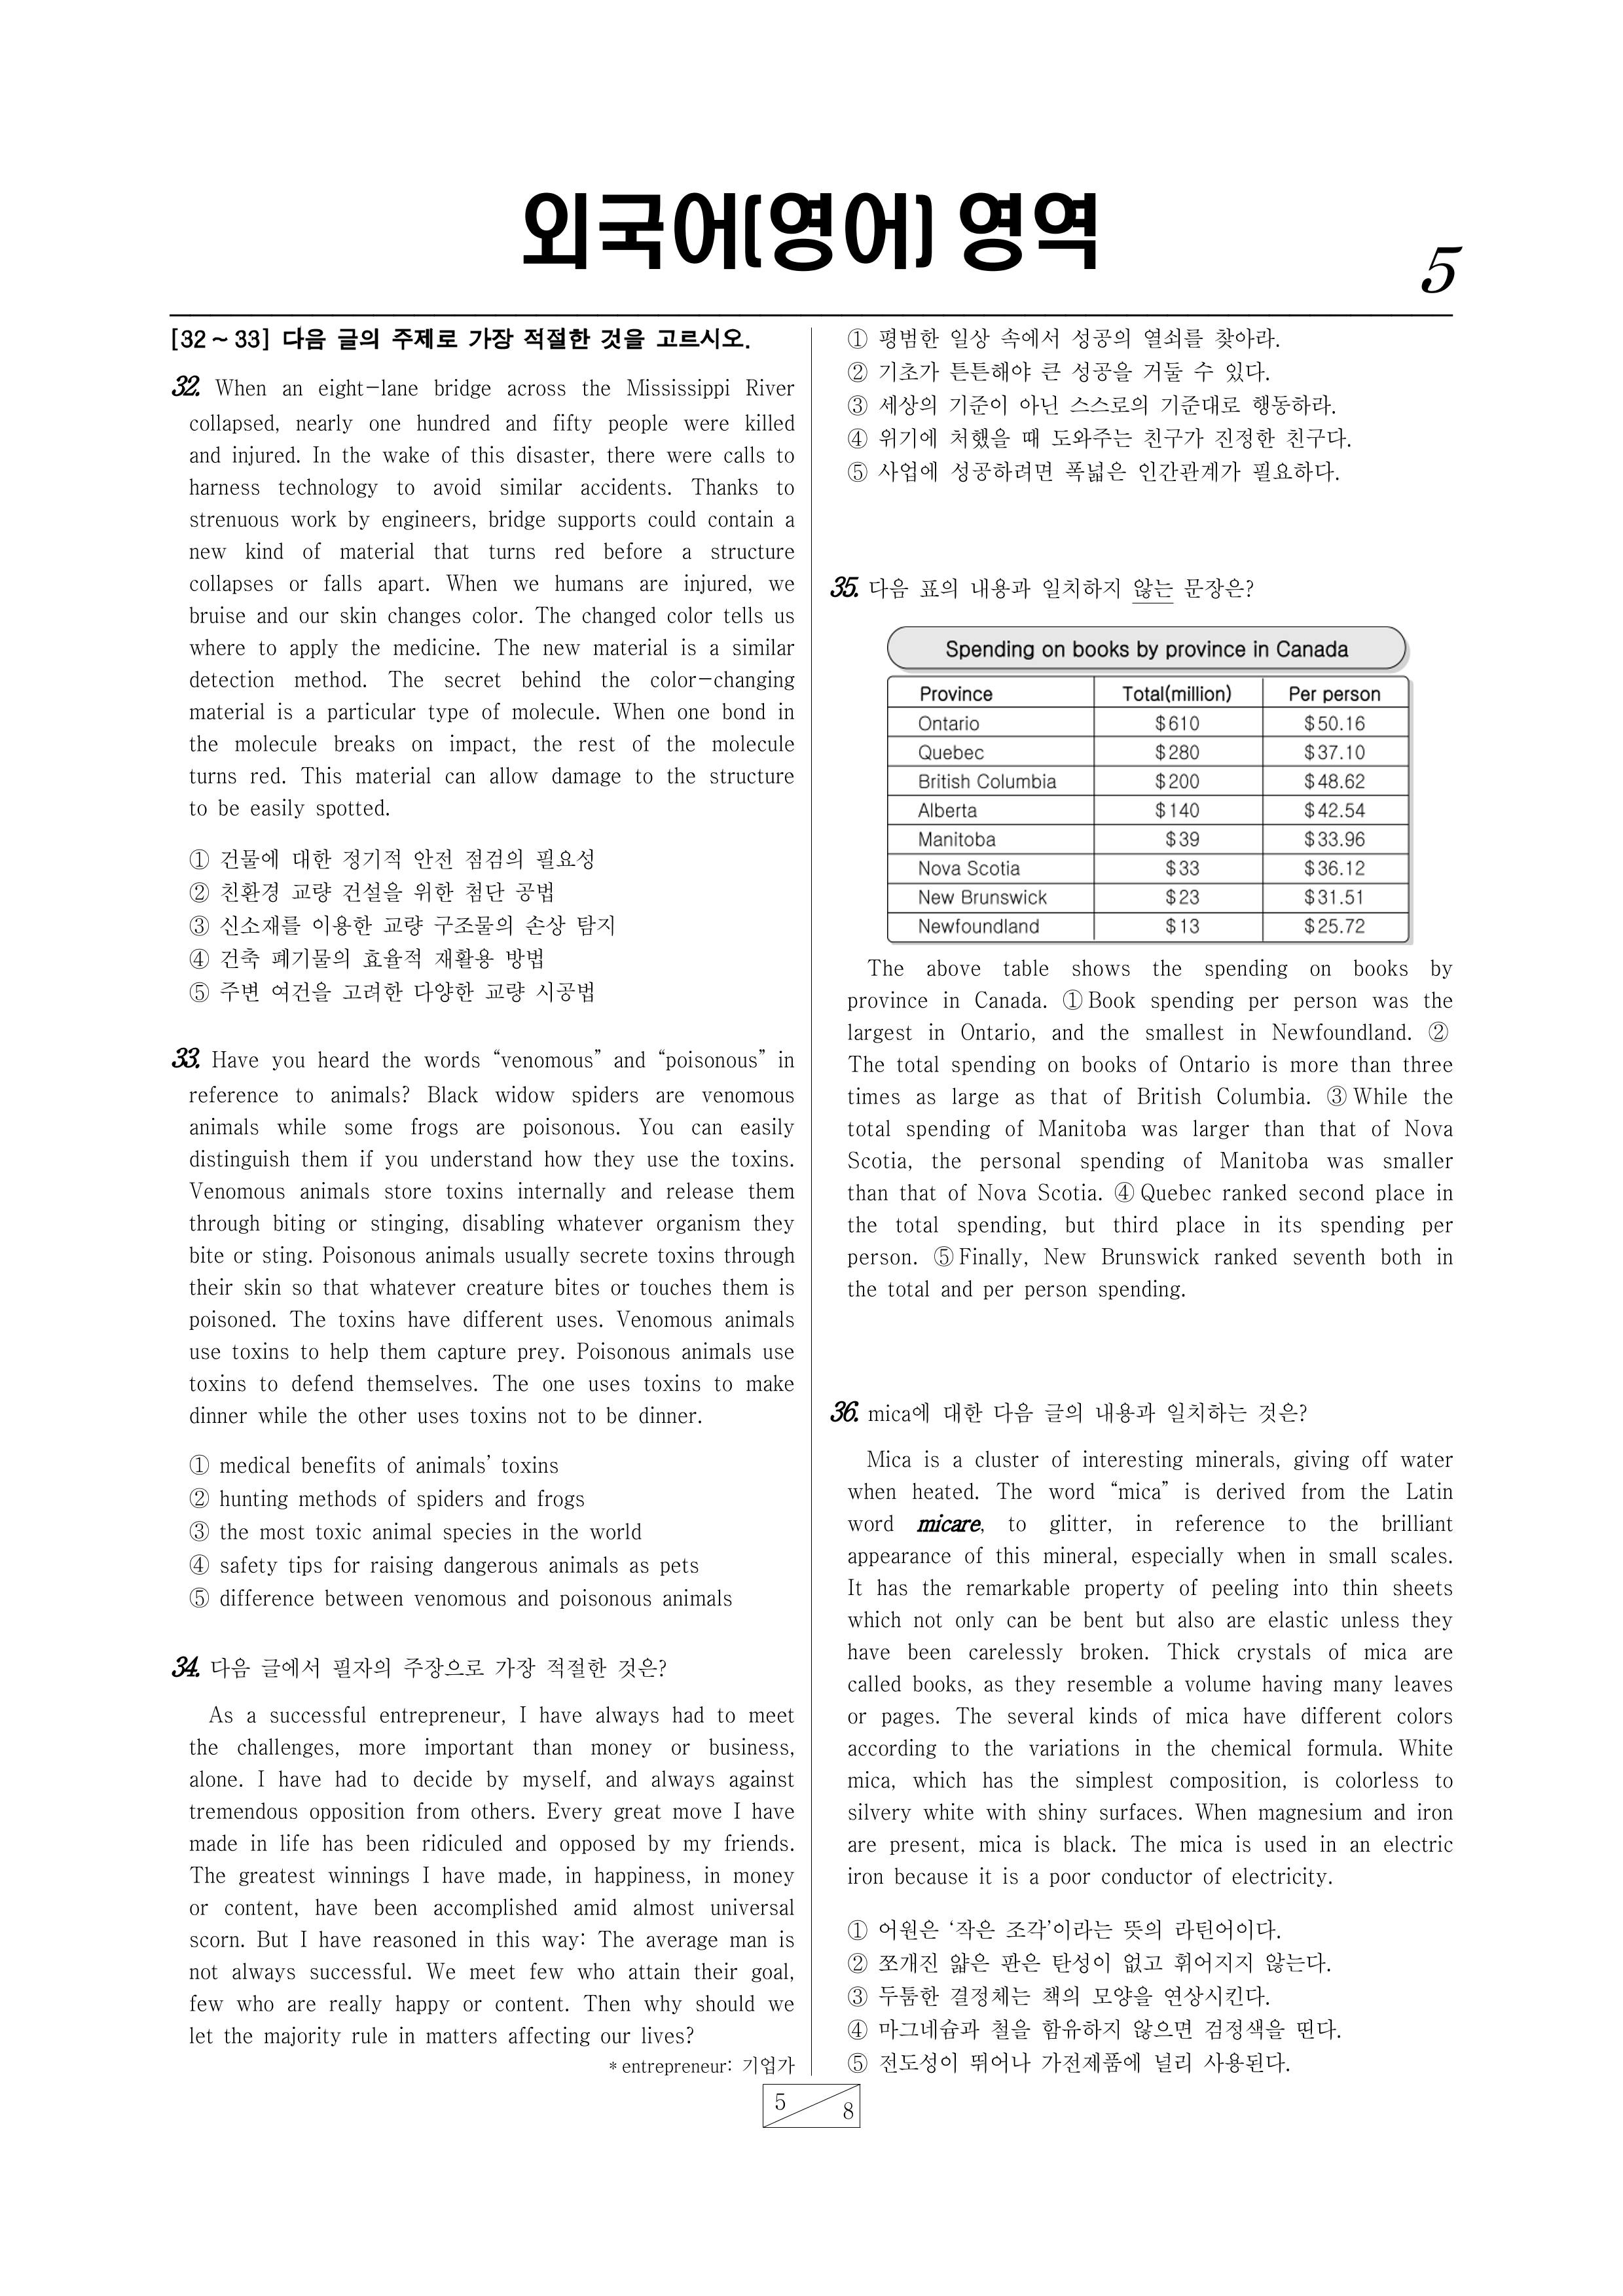 외국어(영어) 영역
5
[32~33] 다음 글의 주제로 가장 적절한 것을 고르시오.
32. When an eight-lane bridge across the Mississippi River
collapsed, nearly one hundred and fifty people were killed
and injured. In the wake of this disaster, there were calls to
harness technology to avoid similar accidents. Thanks to
strenuous work by engineers, bridge supports could contain a
new kind of material that turns red before a structure
collapses or falls apart. When we humans are injured, we
bruise and our skin changes color. The changed color tells us
where to apply the medicine. The new material is a similar
detection method. The secret behind the color-changing
material is a particular type of molecule. When one bond in
the molecule breaks on impact, the rest of the molecule
turns red. This material can allow damage to the structure
to be easily spotted.
① 건물에 대한 정기적 안전 점검의 필요성
② 친환경 교량 건설을 위한 첨단 공법
③ 신소재를 이용한 교량 구조물의 손상 탐지
④ 건축 폐기물의 효율적 재활용 방법
⑤ 주변 여건을 고려한 다양한 교량 시공법
33. Have you heard the words “venomous” and “poisonous” in
reference to animals? Black widow spiders are venomous
animals while some frogs are poisonous. You can easily
distinguish them if you understand how they use the toxins.
Venomous animals store toxins internally and release them
through biting or stinging, disabling whatever organism they
bite or sting. Poisonous animals usually secrete toxins through
their skin so that whatever creature bites or touches them is
poisoned. The toxins have different uses. Venomous animals
use toxins to help them capture prey. Poisonous animals use
toxins to defend themselves. The one uses toxins to make
dinner while the other uses toxins not to be dinner.
① medical benefits of animals’ toxins
② hunting methods of spiders and frogs
③ the most toxic animal species in the world
④ safety tips for raising dangerous animals as pets
⑤ difference between venomous and poisonous animals
34. 다음 글에서 필자의 주장으로 가장 적절한 것은?
As a successful entrepreneur, I have always had to meet
the challenges, more important than money or business,
alone. I have had to decide by myself, and always against
tremendous opposition from others. Every great move I have
made in life has been ridiculed and opposed by my friends.
The greatest winnings I have made, in happiness, in money
or content, have been accomplished amid almost universal
scorn. But I have reasoned in this way: The average man is
not always successful. We meet few who attain their goal,
few who are really happy or content. Then why should we
let the majority rule in matters affecting our lives?
* entrepreneur: 기업가
① 평범한 일상 속에서 성공의 열쇠를 찾아라.
② 기초가 튼튼해야 큰 성공을 거둘 수 있다.
③ 세상의 기준이 아닌 스스로의 기준대로 행동하라.
④ 위기에 처했을 때 도와주는 친구가 진정한 친구다.
⑤ 사업에 성공하려면 폭넓은 인간관계가 필요하다.
35. 다음 표의 내용과 일치하지 않는 문장은?
Spending on books by province in Canada
Province Total(million) Per person
Ontario $610 $50.16
Quebec $280 $37.10
British Columbia $200 $48.62
Alberta $140 $42.54
Manitoba $39 $33.96
Nova Scotia $33 $36.12
New Brunswick $23 $31.51
Newfoundland $13 $25.72
The above table shows the spending on books by
province in Canada. ① Book spending per person was the
largest in Ontario, and the smallest in Newfoundland. ②
The total spending on books of Ontario is more than three
times as large as that of British Columbia. ③ While the
total spending of Manitoba was larger than that of Nova
Scotia, the personal spending of Manitoba was smaller
than that of Nova Scotia. ④ Quebec ranked second place in
the total spending, but third place in its spending per
person. ⑤ Finally, New Brunswick ranked seventh both in
the total and per person spending.
36. mica에 대한 다음 글의 내용과 일치하는 것은?
Mica is a cluster of interesting minerals, giving off water
when heated. The word “mica” is derived from the Latin
word micare, to glitter, in reference to the brilliant
appearance of this mineral, especially when in small scales.
It has the remarkable property of peeling into thin sheets
which not only can be bent but also are elastic unless they
have been carelessly broken. Thick crystals of mica are
called books, as they resemble a volume having many leaves
or pages. The several kinds of mica have different colors
according to the variations in the chemical formula. White
mica, which has the simplest composition, is colorless to
silvery white with shiny surfaces. When magnesium and iron
are present, mica is black. The mica is used in an electric
iron because it is a poor conductor of electricity.
① 어원은 ‘작은 조각’이라는 뜻의 라틴어이다.
② 쪼개진 얇은 판은 탄성이 없고 휘어지지 않는다.
③ 두툼한 결정체는 책의 모양을 연상시킨다.
④ 마그네슘과 철을 함유하지 않으면 검정색을 띤다.
⑤ 전도성이 뛰어나 가전제품에 널리 사용된다.
5
8